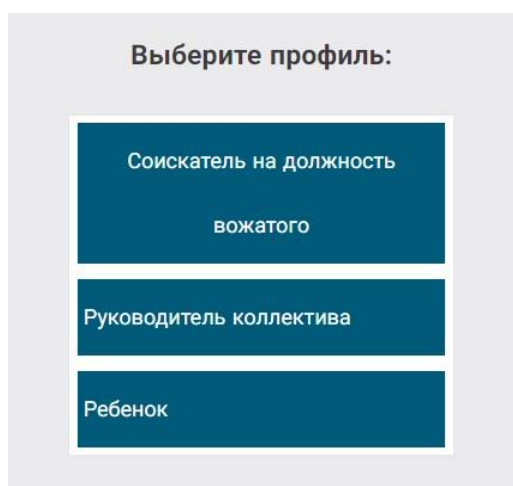 Выберите профиль:
Соискатель на должность
вожатого
Руководитель коллектива
Ребенок